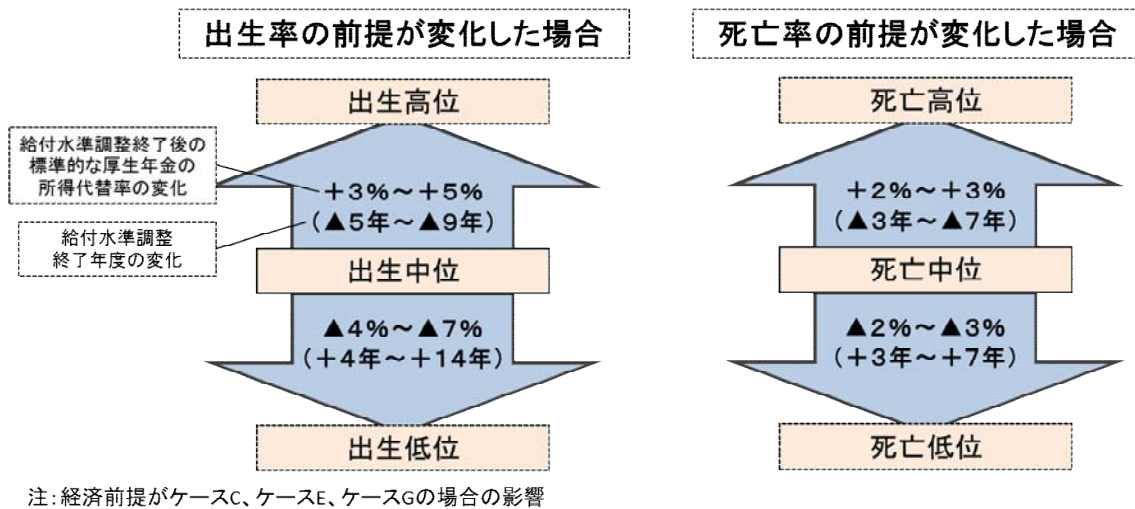 出生率の前提が変化した場合
出生高位
給付水準調整終了後の
標準的な厚生年金の
所得代替率の変化
+3%~+5%
(▲5年~▲9年)
給付水準調整
終了年度の変化
出生中位
▲4%~▲7%
(+4年~+14年)
出生低位
死亡率の前提が変化した場合
死亡高位
+2%~+3%
(▲3年~▲7年)
死亡中位
▲2%~▲3%
(+3年~+7年)
死亡低位
注:経済前提がケースC、ケースE、ケースGの場合の影響